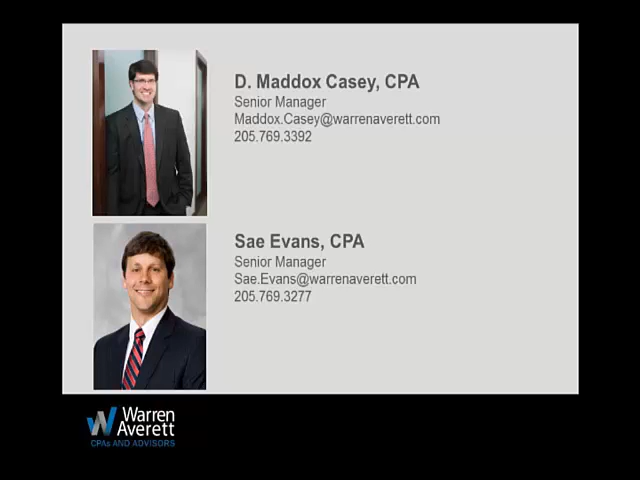 D. Maddox Casey, CPA
Senior Manager
Maddox.Casey@warrenaverett.com
205.769.3392
Sae Evans, CPA
Senior Manager
Sae.Evans@warrenaverett.com
205.769.3277
Warren
Averett
CPAs AND ADVISORS